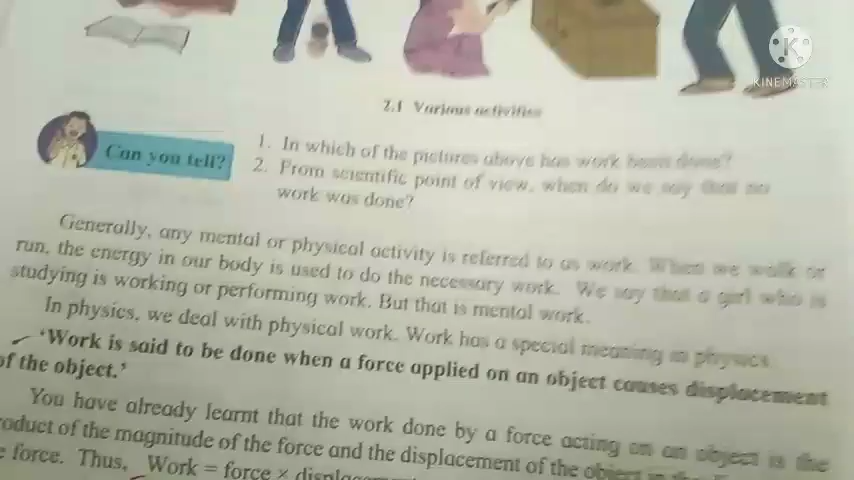 KINEMASTER
2.1 Various activities
Can you tell?
1. In which of the pictures above has work been done?
2. From scientific point of view, when do we say that no
work was done?
Generally, any mental or physical activity is referred to as work. When we walk or
run, the energy in our body is used to do the necessary work. We say that a girl who is
studying is working or performing work. But that is mental work.
In physics, we deal with physical work. Work has a special meaning in physics.
'Work is said to be done when a force applied on an object causes displacement
of the object.'
You have already learnt that the work done by a force acting on an object is the
roduct of the magnitude of the force and the displacement of the object in the
e force. Thus, Work = force ×